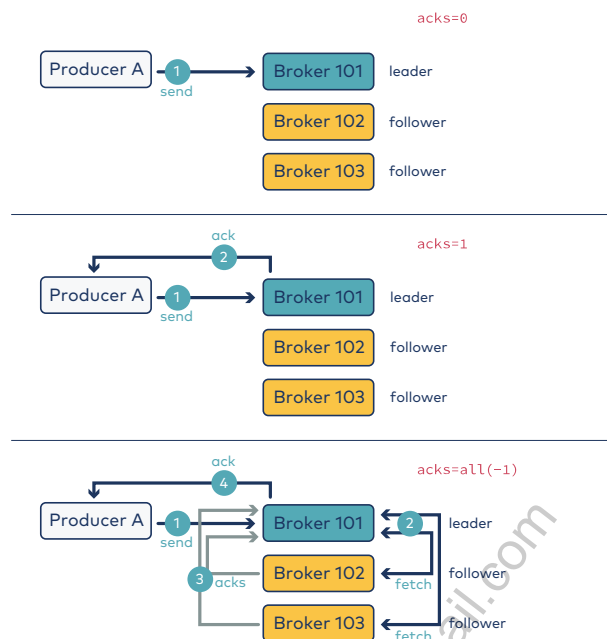 acks=0
Producer A 1 Broker 101 leader
send
Broker 102 follower
Broker 103 follower
ack
acks=1
2
Producer A 1 Broker 101 leader
send
Broker 102 follower
Broker 103 follower
ack
acks=all(-1)
4
Producer A 1 Broker 101 2 leader
send
3 acks Broker 102 follower
fetch
Broker 103 follower
fetch
ail.com